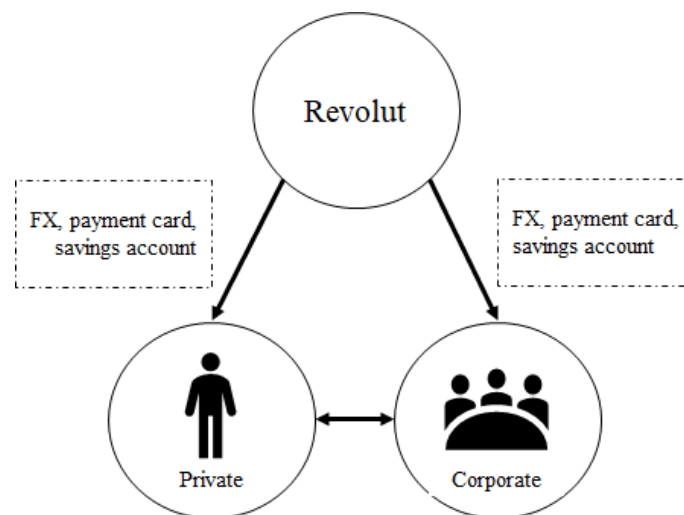 Revolut
FX, payment card,
savings account
FX, payment card,
savings account
Private
Corporate